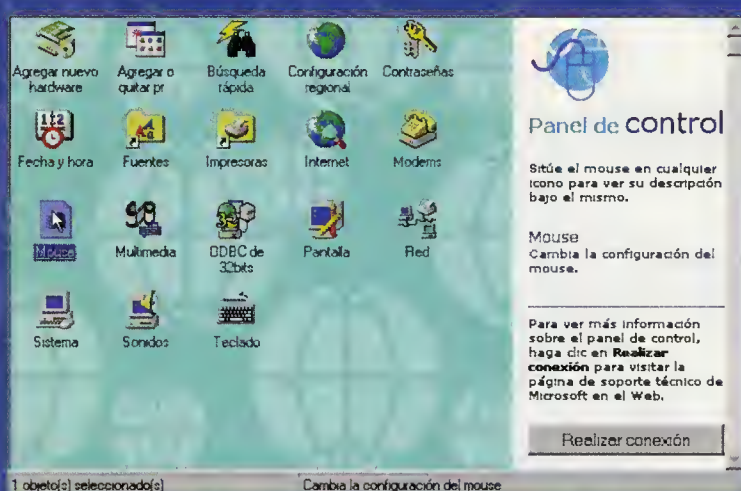 Agregar nuevo
hardware
Agregar o
quitar pr
Búsqueda
rápida
Configuración
regional
Contraseñas
Fecha y hora
Fuentes
Impresoras
Internet
Modems
Mouse
Multimedia
ODBC de
32bits
Pantalla
Red
Sistema
Sonidos
Teclado
Panel de control
Sitúe el mouse en cualquier
icono para ver su descripción
bajo el mismo.
Mouse
Cambia la configuración del
mouse.
Para ver más información
sobre el panel de control,
haga clic en Realizar
conexión para visitar la
página de soporte técnico de
Microsoft en el Web.
Realizar conexión
1 objeto(s) seleccionado(s)
Cambia la configuración del mouse